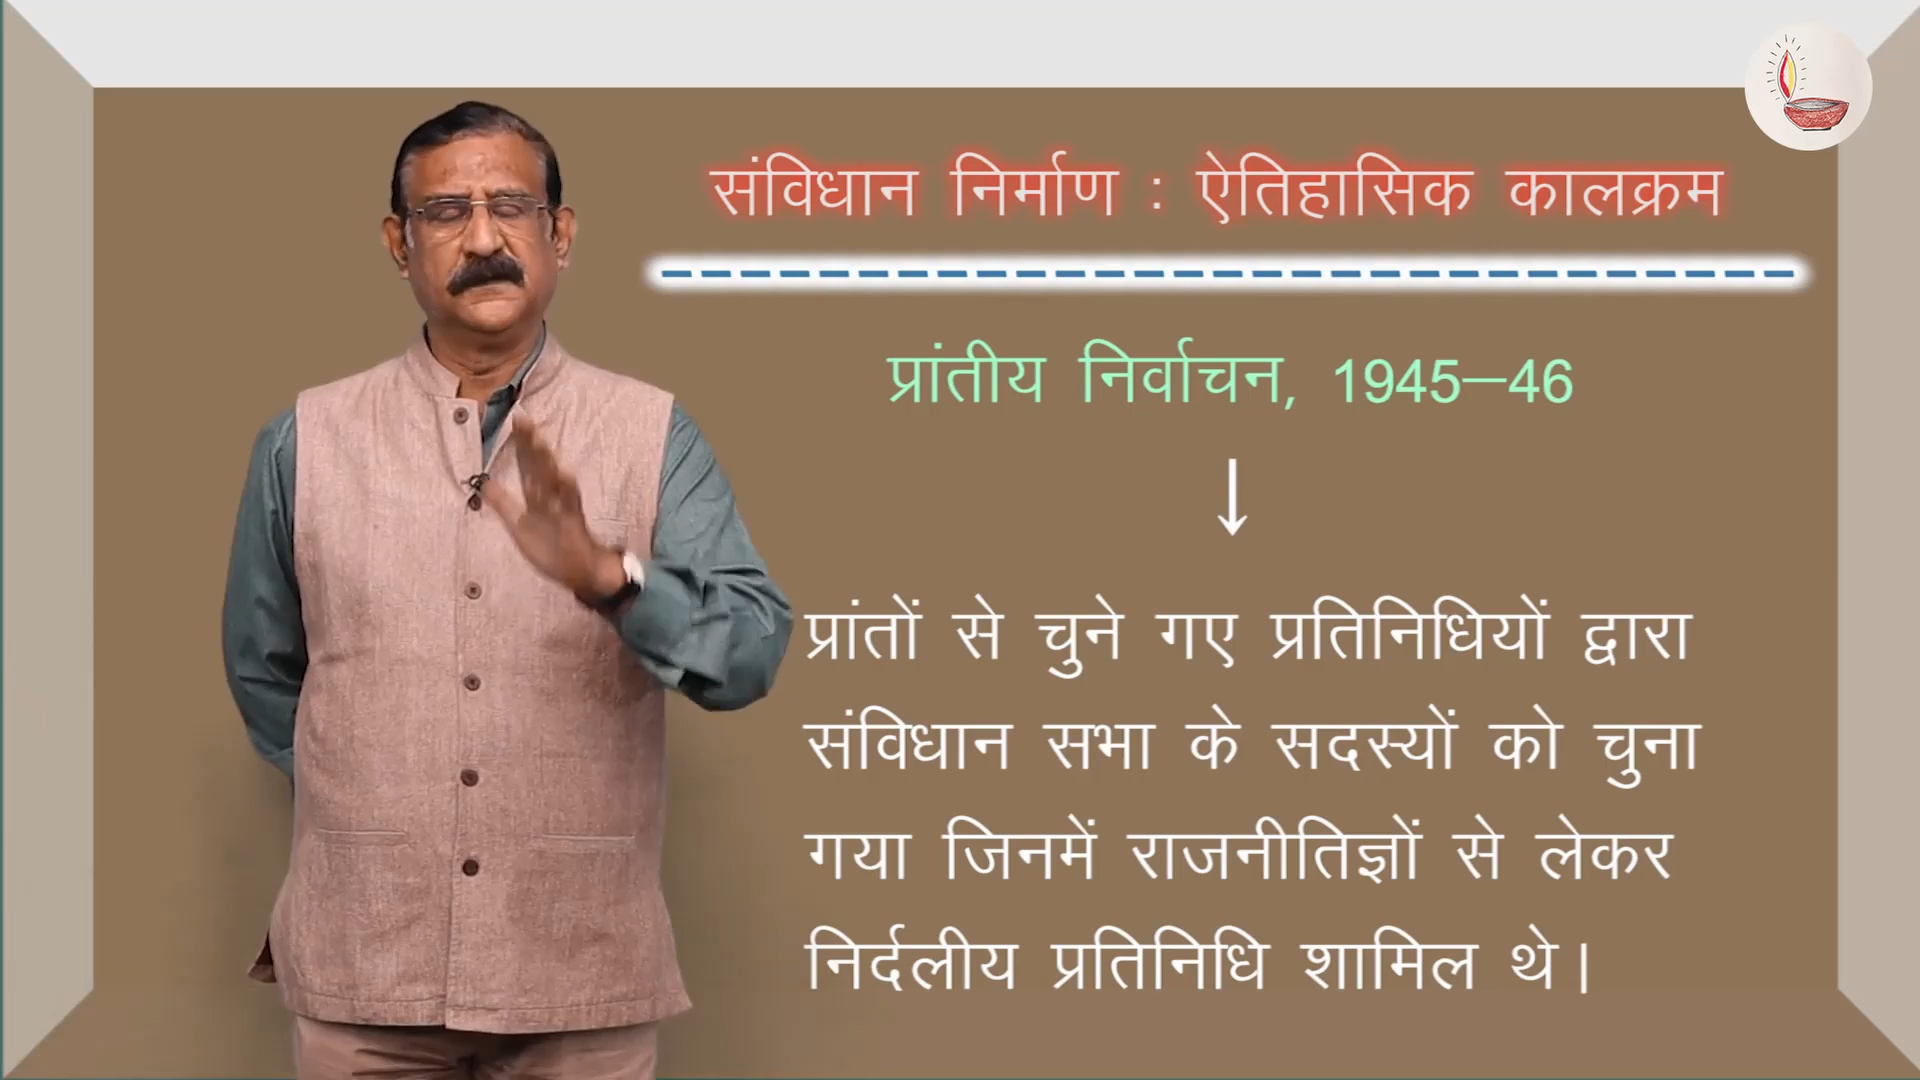 संविधान निर्माण : ऐतिहासिक कालक्रम
प्रांतीय निर्वाचन, 1945–46
↓
प्रांतों से चुने गए प्रतिनिधियों द्वारा
संविधान सभा के सदस्यों को चुना
गया जिनमें राजनीतिज्ञों से लेकर
निर्दलीय प्रतिनिधि शामिल थे।